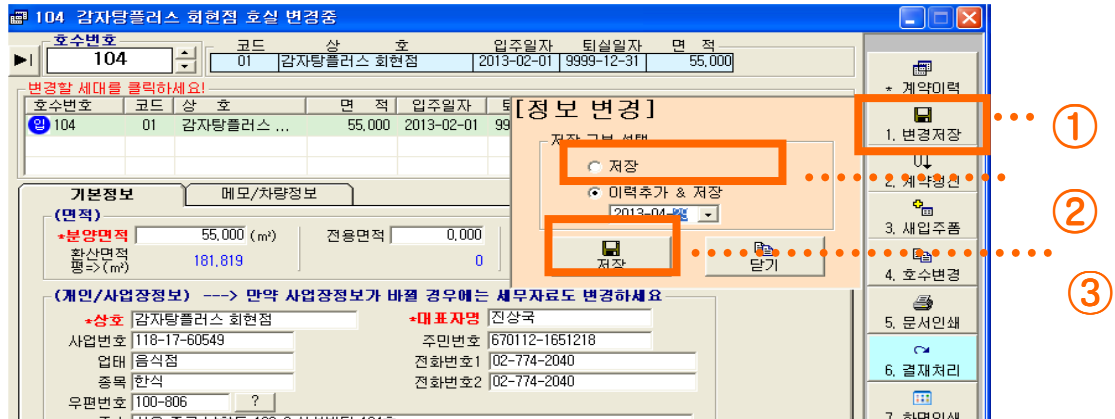 104 감자탕플러스 회현점 호실 변경중
호수번호 코드 상 호 입주일자 퇴실일자 면 적
104 01 감자탕플러스 회현점 2013-02-01 9999-12-31 55,000
변경할 세대를 클릭하세요!
호수번호 코드 상 호 면 적 입주일자
입 104 01 감자탕플러스 ... 55,000 2013-02-01 99
[정보 변경]
저장 구분 선택
저장
이력추가 & 저장
2013-04-
저장 닫기
기본정보 메모/차량정보
(면적)
*분양면적 55,000 (m²) 전용면적 0,000
환산면적 평=>(m²) 181,819 0
(개인/사업장정보) ---> 만약 사업장정보가 바뀔 경우에는 세무자료도 변경하세요
*상호 감자탕플러스 회현점 *대표자명 진상국
사업번호 118-17-60549 주민번호 670112-1651218
업태 음식점 전화번호1 02-774-2040
종목 한식 전화번호2 02-774-2040
우편번호 100-806 ?
* 계약이력
1. 변경저장
2. 계약갱신
3. 새입주품
4. 호수변경
5. 문서인쇄
6. 결재처리
7. 화면인쇄
①
②
③